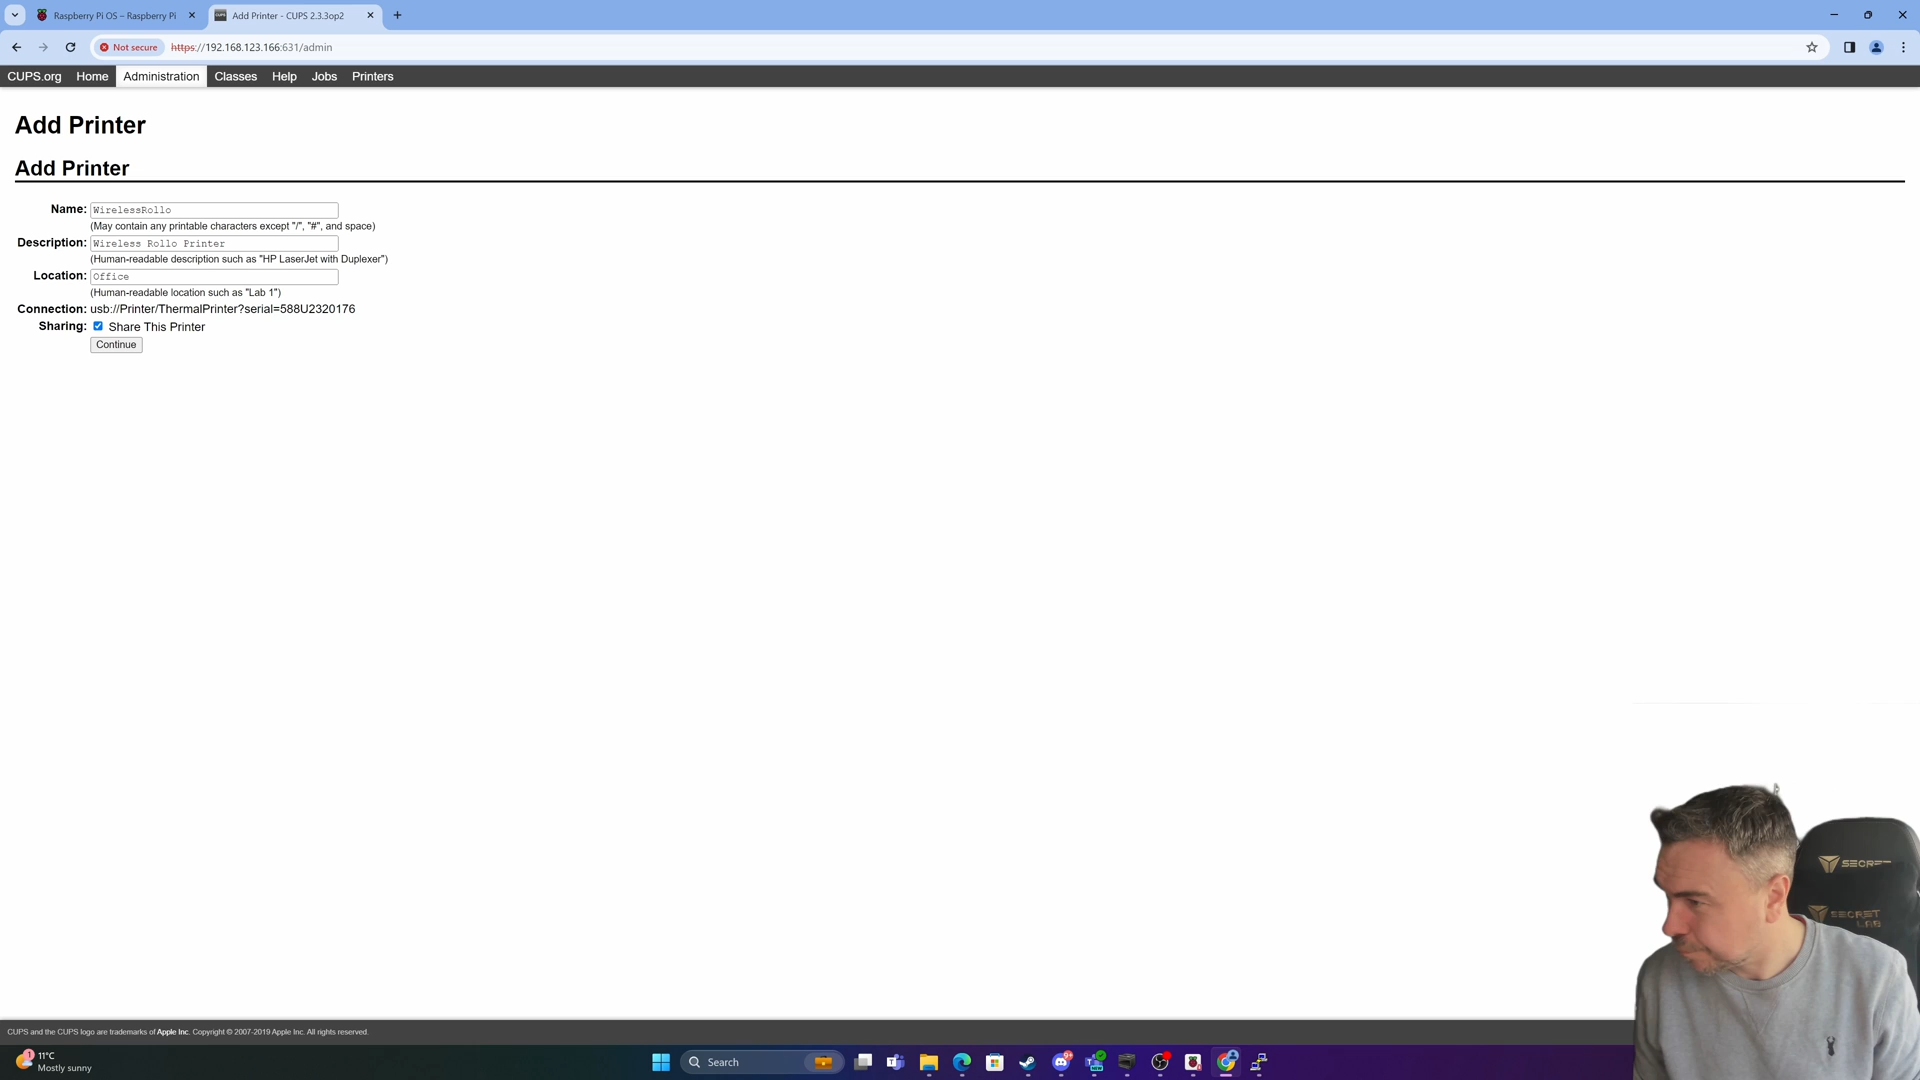 Raspberry Pi OS – Raspberry Pi
Add Printer - CUPS 2.3.3op2
Not secure
https://192.168.123.166:631/admin
CUPS.org Home Administration Classes Help Jobs Printers
Add Printer
Add Printer
Name: WirelessRollo
(May contain any printable characters except "/", "#", and space)
Description: Wireless Rollo Printer
(Human-readable description such as "HP LaserJet with Duplexer")
Location: Office
(Human-readable location such as "Lab 1")
Connection: usb://Printer/ThermalPrinter?serial=588U2320176
Sharing: Share This Printer
Continue
SECRET
LAB
CUPS and the CUPS logo are trademarks of Apple Inc. Copyright © 2007-2019 Apple Inc. All rights reserved.
1
11°C
Mostly sunny
Search
9+
NEW